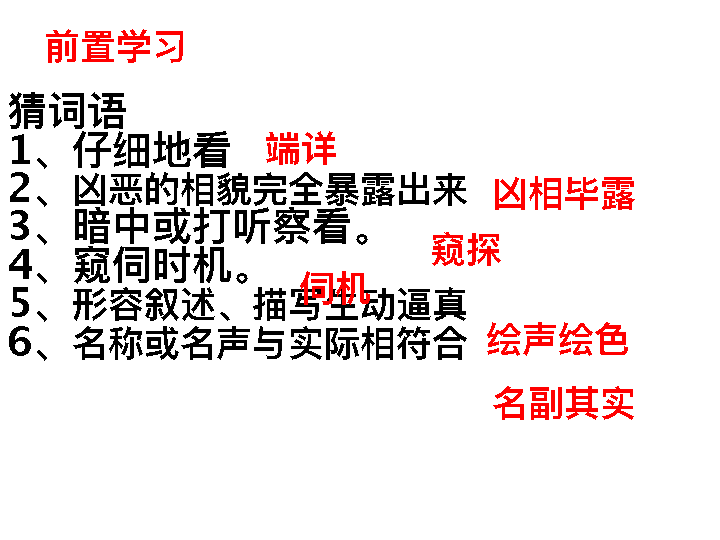 前置学习
猜词语
1、仔细地看 端详
2、凶恶的相貌完全暴露出来 凶相毕露
3、暗中或打听察看。
窥探
4、窥伺时机。
伺机
5、形容叙述、描写生动逼真
6、名称或名声与实际相符合 绘声绘色
名副其实